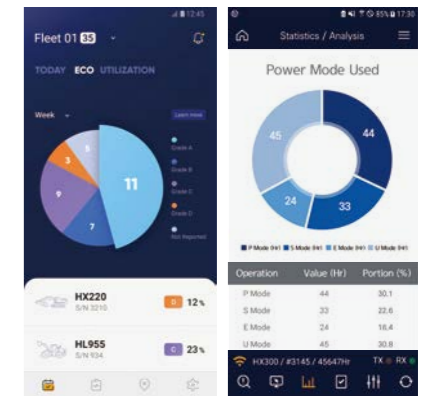 12:45
Fleet 01 35
TODAY ECO UTILIZATION
Week
Learn more
5
3
11
9
7
Grade A
Grade B
Grade C
Grade D
Not Reported
HX220
S/N 3210
D 12%
HL955
S/N 934
C 23%
85% 17:30
Statistics / Analysis
Power Mode Used
45
44
24
33
P Mode
S Mode
E Mode
U Mode
Operation Value (Hr) Portion (%)
P Mode 44 30.1
S Mode 33 22.6
E Mode 24 16.4
U Mode 45 30.8
HX300 / #3145 / 45647Hr TX RX